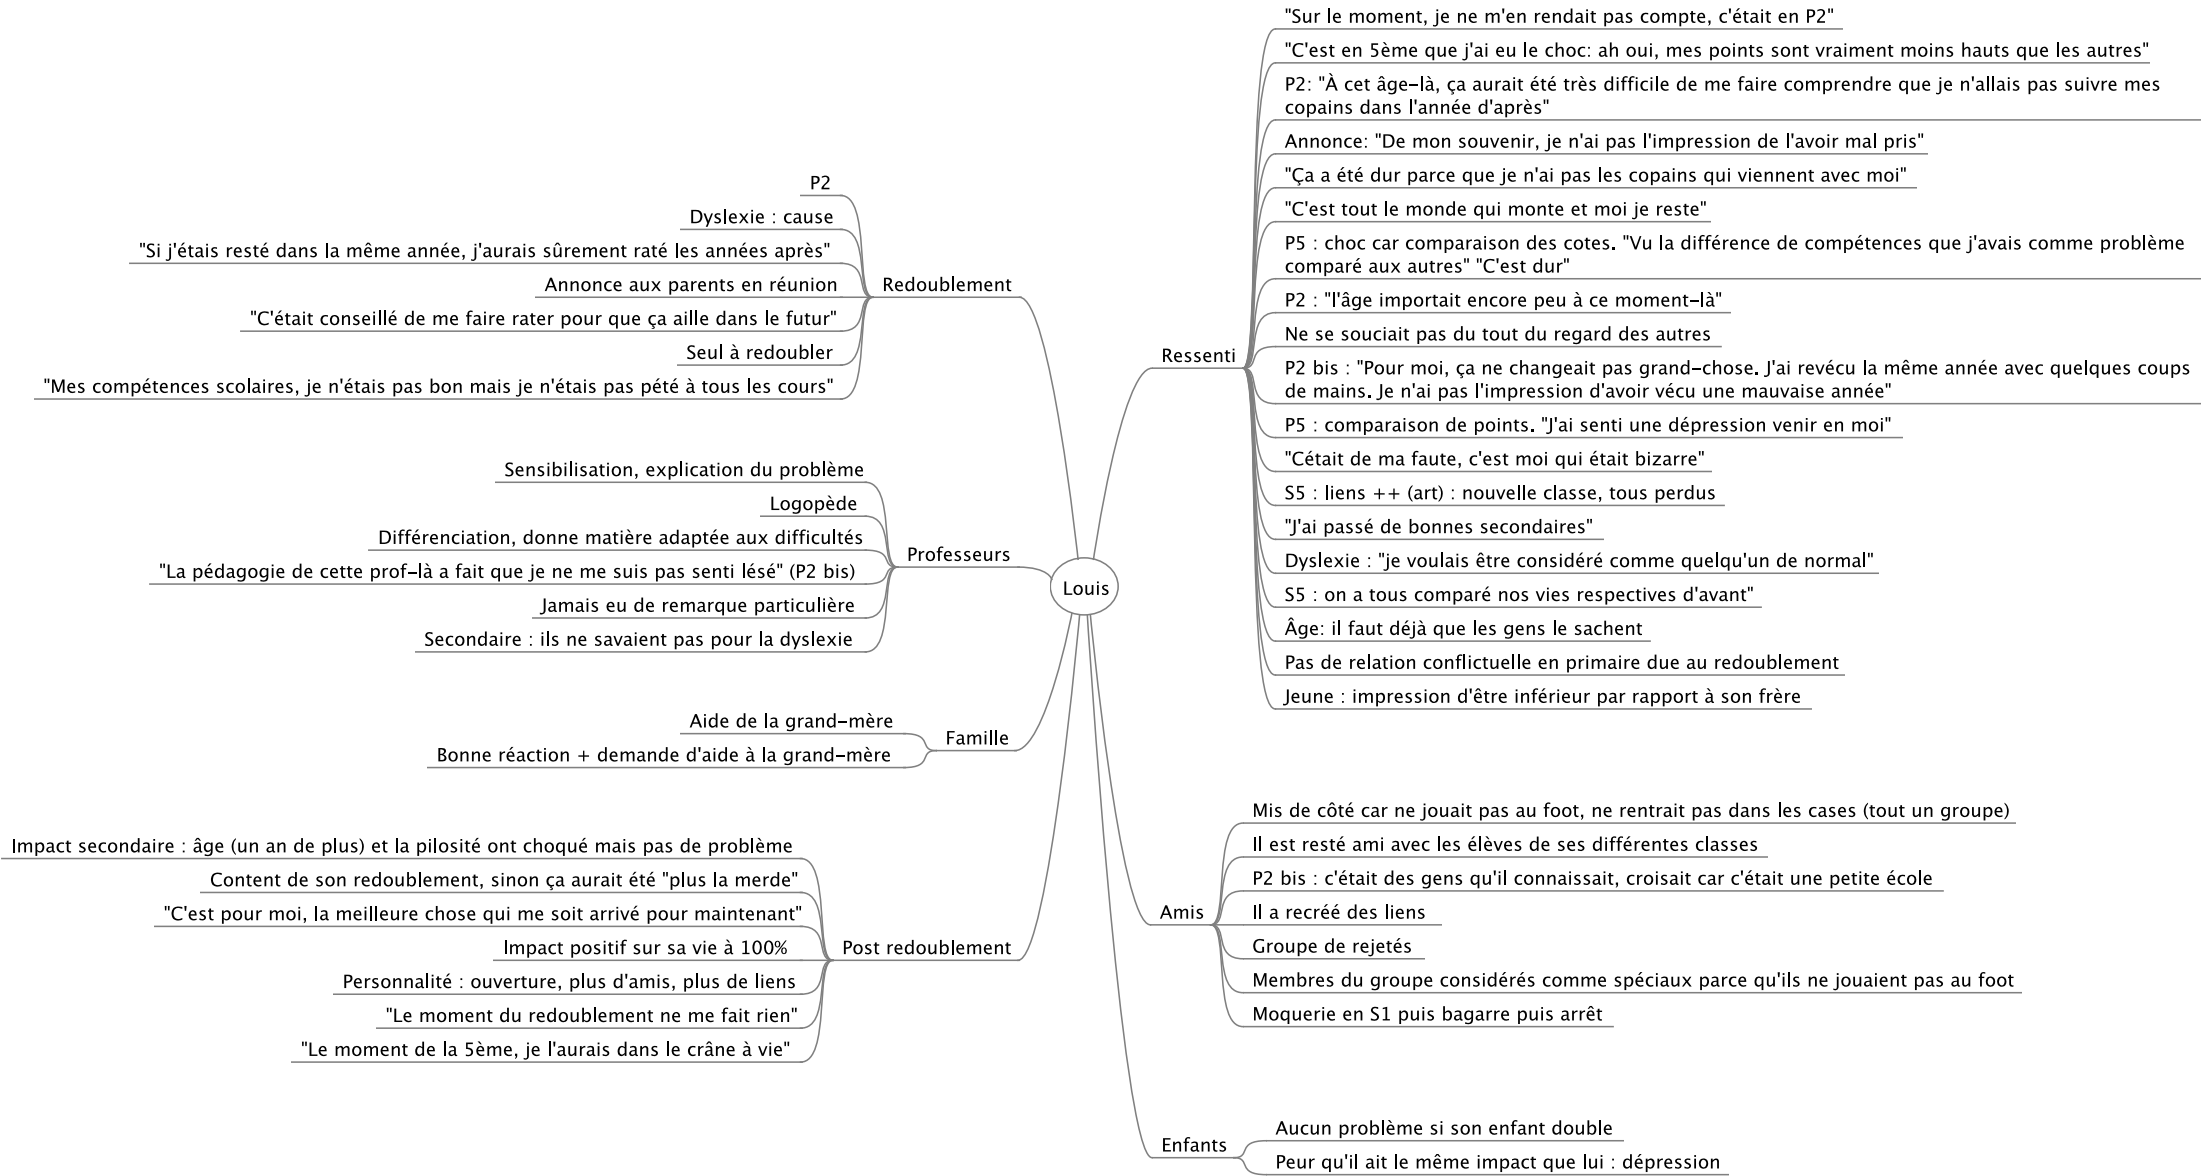 Louis
Redoublement
P2
Dyslexie : cause
"Si j'étais resté dans la même année, j'aurais sûrement raté les années après"
Annonce aux parents en réunion
"C'était conseillé de me faire rater pour que ça aille dans le futur"
Seul à redoubler
"Mes compétences scolaires, je n'étais pas bon mais je n'étais pas pété à tous les cours"
Professeurs
Sensibilisation, explication du problème
Logopède
Différenciation, donne matière adaptée aux difficultés
"La pédagogie de cette prof-là a fait que je ne me suis pas senti lésé" (P2 bis)
Jamais eu de remarque particulière
Secondaire : ils ne savaient pas pour la dyslexie
Famille
Aide de la grand-mère
Bonne réaction + demande d'aide à la grand-mère
Post redoublement
Impact secondaire : âge (un an de plus) et la pilosité ont choqué mais pas de problème
Content de son redoublement, sinon ça aurait été "plus la merde"
"C'est pour moi, la meilleure chose qui me soit arrivé pour maintenant"
Impact positif sur sa vie à 100%
Personnalité : ouverture, plus d'amis, plus de liens
"Le moment du redoublement ne me fait rien"
"Le moment de la 5ème, je l'aurais dans le crâne à vie"
Ressenti
"Sur le moment, je ne m'en rendait pas compte, c'était en P2"
"C'est en 5ème que j'ai eu le choc: ah oui, mes points sont vraiment moins hauts que les autres"
P2: "À cet âge-là, ça aurait été très difficile de me faire comprendre que je n'allais pas suivre mes
copains dans l'année d'après"
Annonce: "De mon souvenir, je n'ai pas l'impression de l'avoir mal pris"
"Ça a été dur parce que je n'ai pas les copains qui viennent avec moi"
"C'est tout le monde qui monte et moi je reste"
P5 : choc car comparaison des cotes. "Vu la différence de compétences que j'avais comme problème
comparé aux autres" "C'est dur"
P2 : "l'âge importait encore peu à ce moment-là"
Ne se souciait pas du tout du regard des autres
P2 bis : "Pour moi, ça ne changeait pas grand-chose. J'ai revécu la même année avec quelques coups
de mains. Je n'ai pas l'impression d'avoir vécu une mauvaise année"
P5 : comparaison de points. "J'ai senti une dépression venir en moi"
"Cétait de ma faute, c'est moi qui était bizarre"
S5 : liens ++ (art) : nouvelle classe, tous perdus
"J'ai passé de bonnes secondaires"
Dyslexie : "je voulais être considéré comme quelqu'un de normal"
S5 : on a tous comparé nos vies respectives d'avant"
Âge: il faut déjà que les gens le sachent
Pas de relation conflictuelle en primaire due au redoublement
Jeune : impression d'être inférieur par rapport à son frère
Amis
Mis de côté car ne jouait pas au foot, ne rentrait pas dans les cases (tout un groupe)
Il est resté ami avec les élèves de ses différentes classes
P2 bis : c'était des gens qu'il connaissait, croisait car c'était une petite école
Il a recréé des liens
Groupe de rejetés
Membres du groupe considérés comme spéciaux parce qu'ils ne jouaient pas au foot
Moquerie en S1 puis bagarre puis arrêt
Enfants
Aucun problème si son enfant double
Peur qu'il ait le même impact que lui : dépression